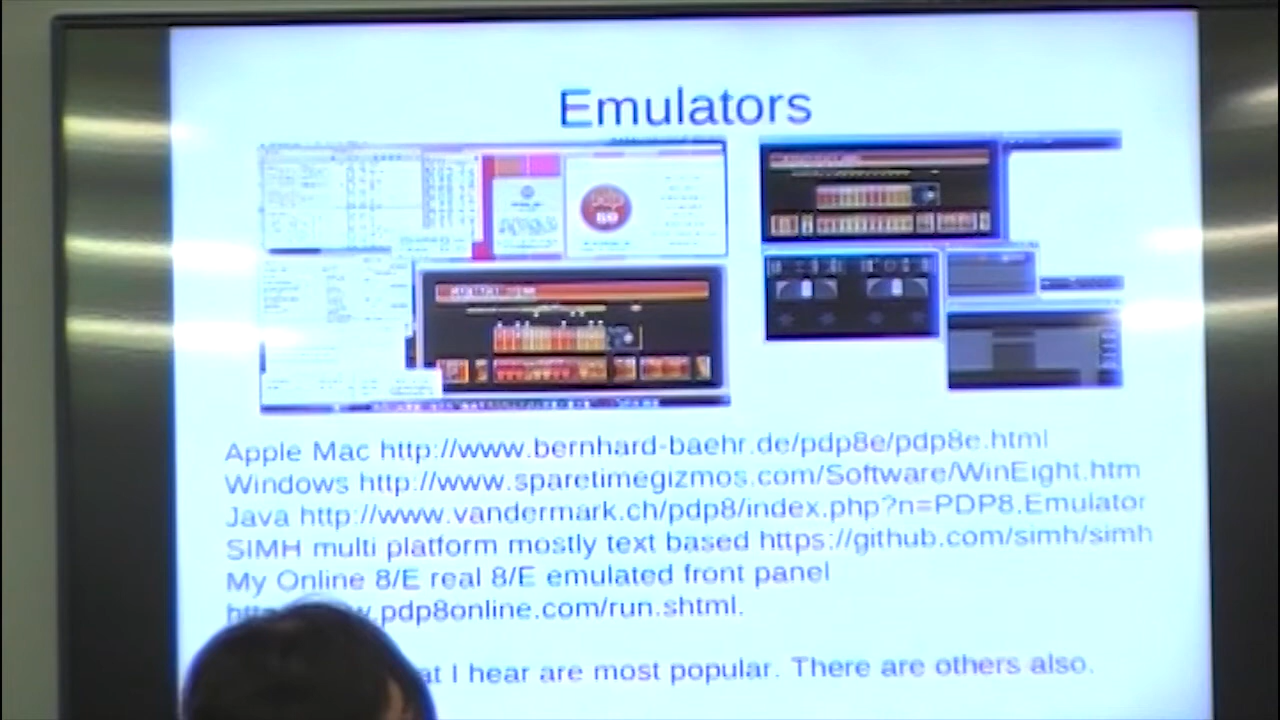 Emulators
Apple Mac http://www.bernhard-baehr.de/pdp8e/pdp8e.html
Windows http://www.sparetimegizmos.com/Software/WinEight.htm
Java http://www.vandermark.ch/pdp8/index.php?n=PDP8.Emulator
SIMH multi platform mostly text based https://github.com/simh/simh
My Online 8/E real 8/E emulated front panel
.pdp8online.com/run.shtml.
I hear are most popular. There are others also.